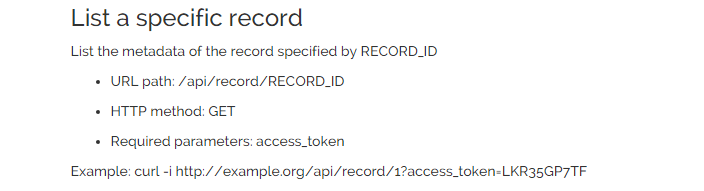 List a specific record
List the metadata of the record specified by RECORD_ID
• URL path: /api/record/RECORD_ID
• HTTP method: GET
• Required parameters: access_token
Example: curl -i http://example.org/api/record/1?access_token=LKR35GP7TF